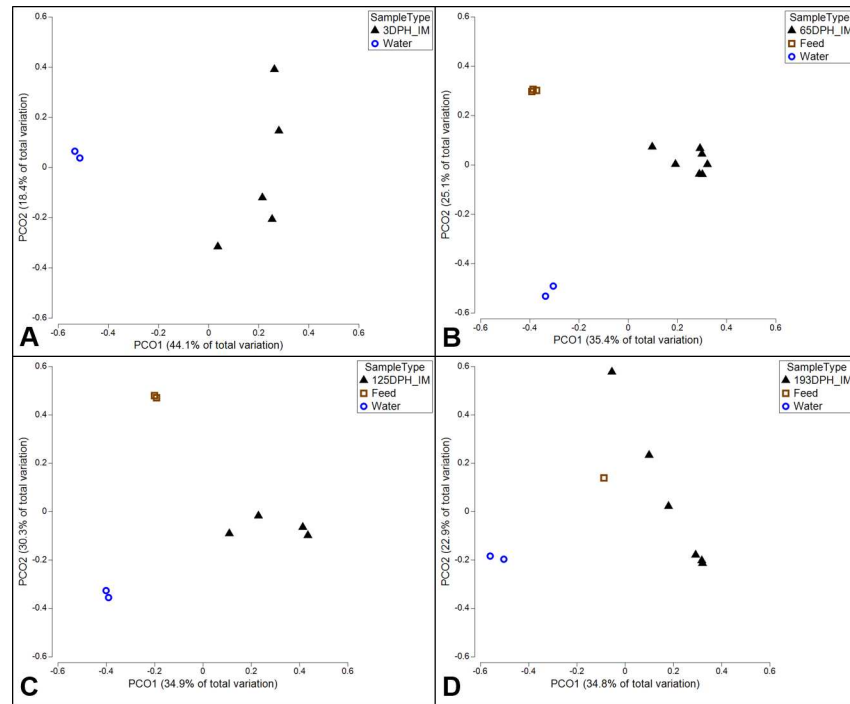 SampleType
3DPH_IM
Water
0.6
0.4
0.2
0
-0.2
-0.4
-0.6
PCO2 (18.4% of total variation)
-0.6
-0.4
-0.2
0
0.2
0.4
0.6
PCO1 (44.1% of total variation)
A
SampleType
65DPH_IM
Feed
Water
0.6
0.4
0.2
0
-0.2
-0.4
-0.6
PCO2 (25.1% of total variation)
-0.6
-0.4
-0.2
0
0.2
0.4
0.6
PCO1 (35.4% of total variation)
B
SampleType
125DPH_IM
Feed
Water
0.6
0.4
0.2
0
-0.2
-0.4
-0.6
PCO2 (30.3% of total variation)
-0.6
-0.4
-0.2
0
0.2
0.4
0.6
PCO1 (34.9% of total variation)
C
SampleType
193DPH_IM
Feed
Water
0.6
0.4
0.2
0
-0.2
-0.4
-0.6
PCO2 (22.9% of total variation)
-0.6
-0.4
-0.2
0
0.2
0.4
0.6
PCO1 (34.8% of total variation)
D